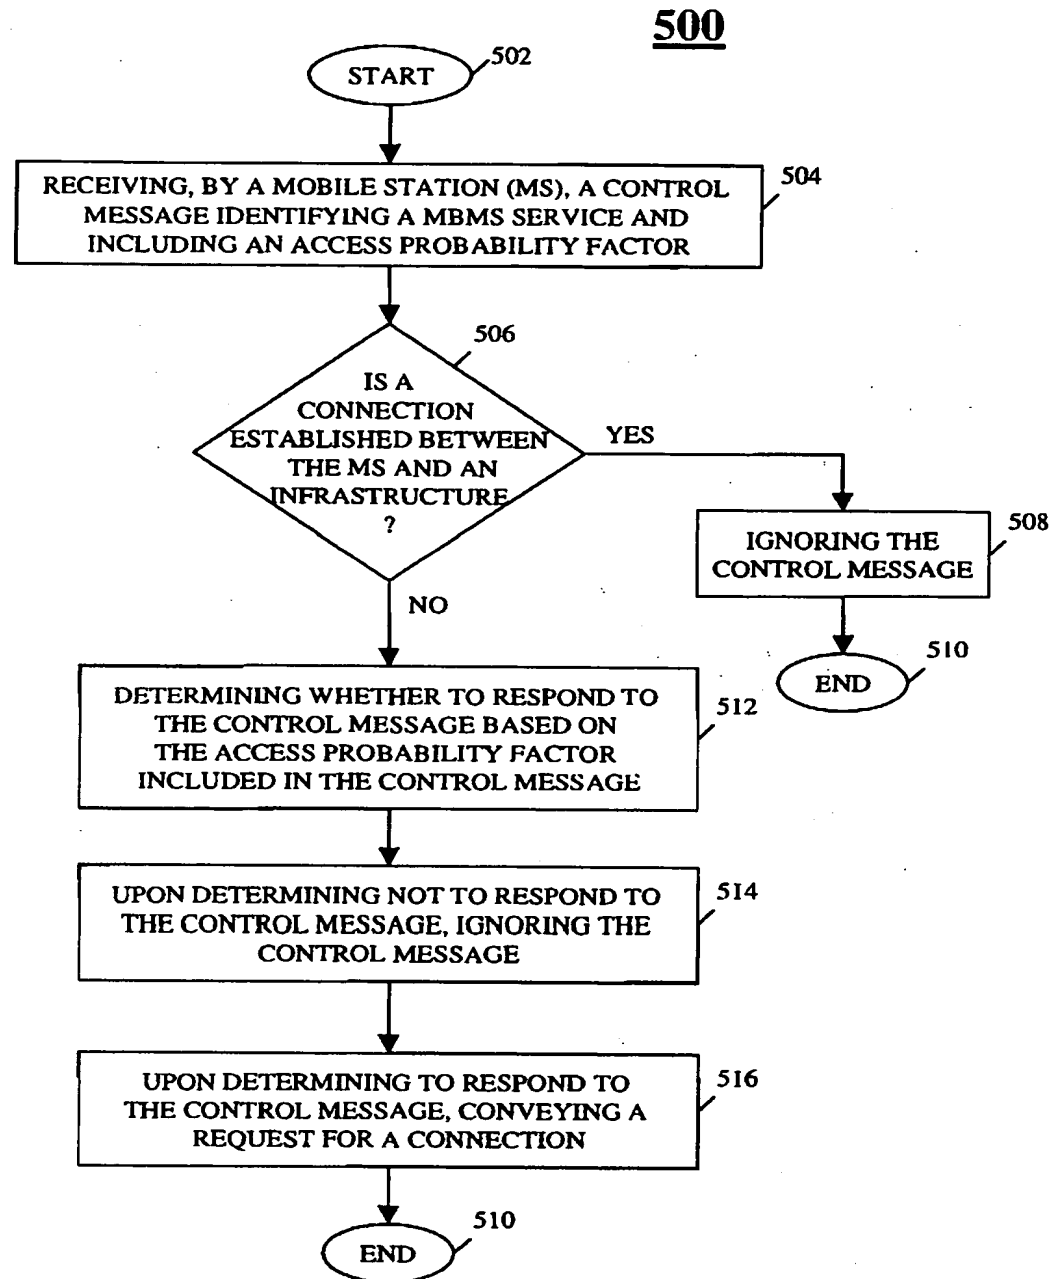 500
START
502
RECEIVING, BY A MOBILE STATION (MS), A CONTROL
MESSAGE IDENTIFYING A MBMS SERVICE AND
INCLUDING AN ACCESS PROBABILITY FACTOR
504
506
IS A
CONNECTION
ESTABLISHED BETWEEN
THE MS AND AN
INFRASTRUCTURE
?
YES
NO
IGNORING THE
CONTROL MESSAGE
508
END
510
DETERMINING WHETHER TO RESPOND TO
THE CONTROL MESSAGE BASED ON
THE ACCESS PROBABILITY FACTOR
INCLUDED IN THE CONTROL MESSAGE
512
UPON DETERMINING NOT TO RESPOND TO
THE CONTROL MESSAGE, IGNORING THE
CONTROL MESSAGE
514
UPON DETERMINING TO RESPOND TO
THE CONTROL MESSAGE, CONVEYING A
REQUEST FOR A CONNECTION
516
END
510